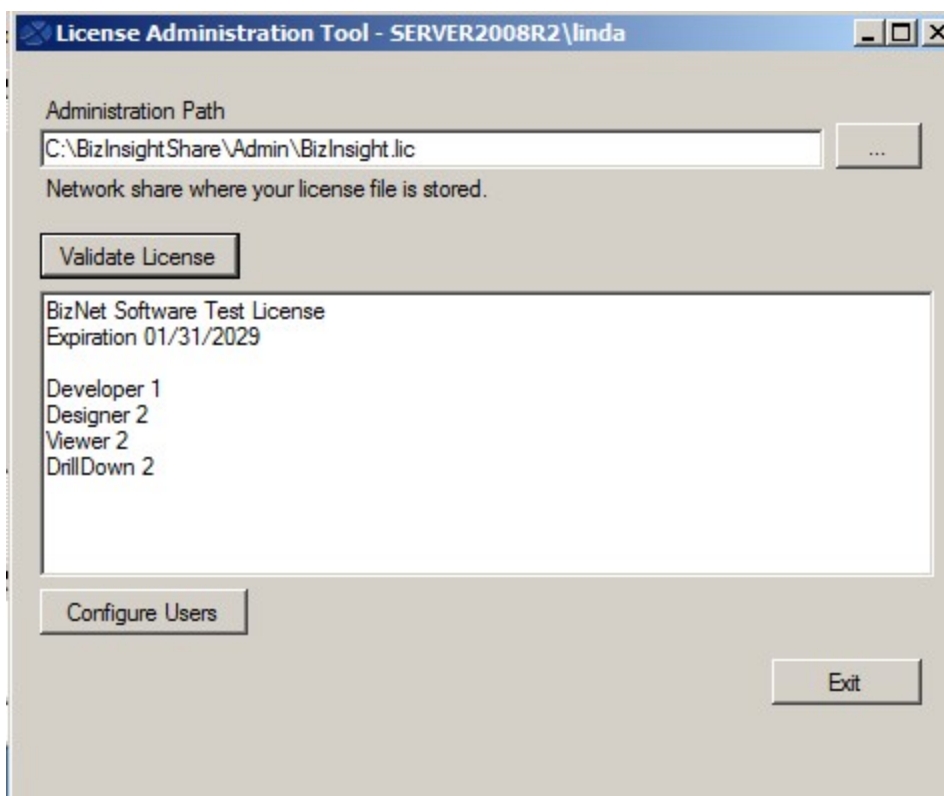 License Administration Tool - SERVER2008R2\linda
Administration Path
C:\BizInsightShare\Admin\BizInsight.lic
...
Network share where your license file is stored.
Validate License
BizNet Software Test License
Expiration 01/31/2029
Developer 1
Designer 2
Viewer 2
DrillDown 2
Configure Users
Exit